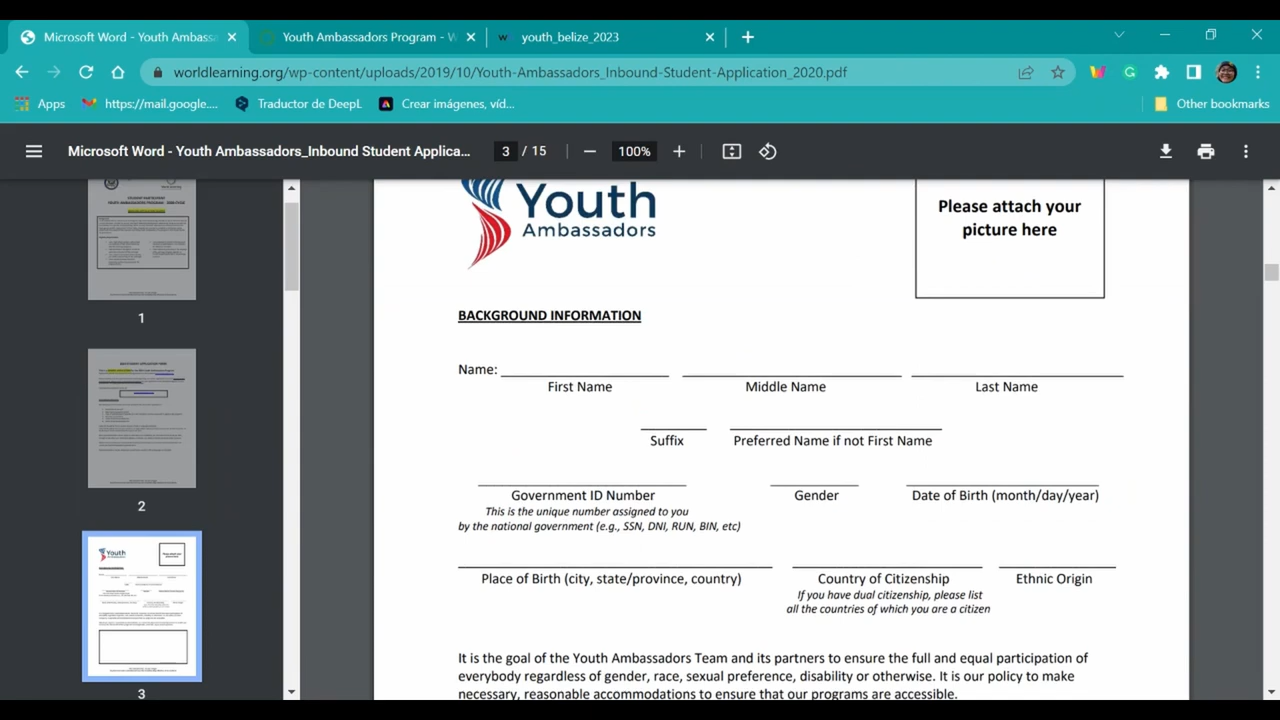 Microsoft Word - Youth Ambass
Youth Ambassadors Program - W
youth_belize_2023
worldlearning.org/wp-content/uploads/2019/10/Youth-Ambassadors_Inbound-Student-Application_2020.pdf
Apps
https://mail.google....
Traductor de DeepL
Crear imágenes, víd...
Other bookmarks
Microsoft Word - Youth Ambassadors_Inbound Student Applica...
3 / 15
100%
1
2
3
Youth
Ambassadors
Please attach your
picture here
BACKGROUND INFORMATION
Name:
First Name Middle Name Last Name
Suffix Preferred Name if not First Name
Government ID Number Gender Date of Birth (month/day/year)
This is the unique number assigned to you
by the national government (e.g., SSN, DNI, RUN, BIN, etc)
Place of Birth (city, state/province, country) Country of Citizenship Ethnic Origin
If you have dual citizenship, please list
all the countries of which you are a citizen
It is the goal of the Youth Ambassadors Team and its partners to ensure the full and equal participation of
everybody regardless of gender, race, sexual preference, disability or otherwise. It is our policy to make
necessary, reasonable accommodations to ensure that our programs are accessible.